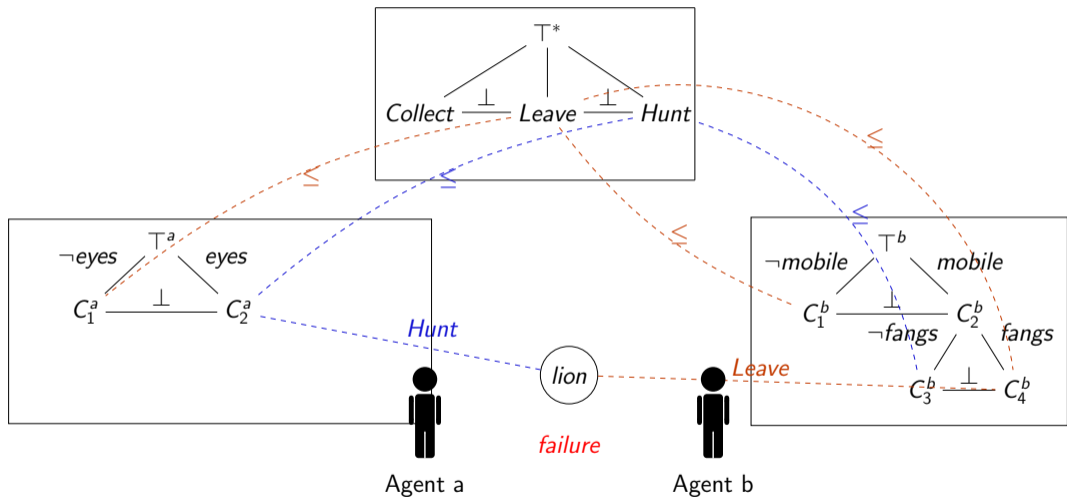 ⊤*
⊥ ⊥
Collect Leave Hunt
≤ ≤ ≤ ≤ ≤
⊤ᵃ
¬eyes eyes
⊥
C₁ᵃ C₂ᵃ
⊤ᵇ
¬mobile mobile
⊥
C₁ᵇ C₂ᵇ
¬fangs fangs
⊥
C₃ᵇ C₄ᵇ
Hunt
lion
Leave
failure
Agent a Agent b